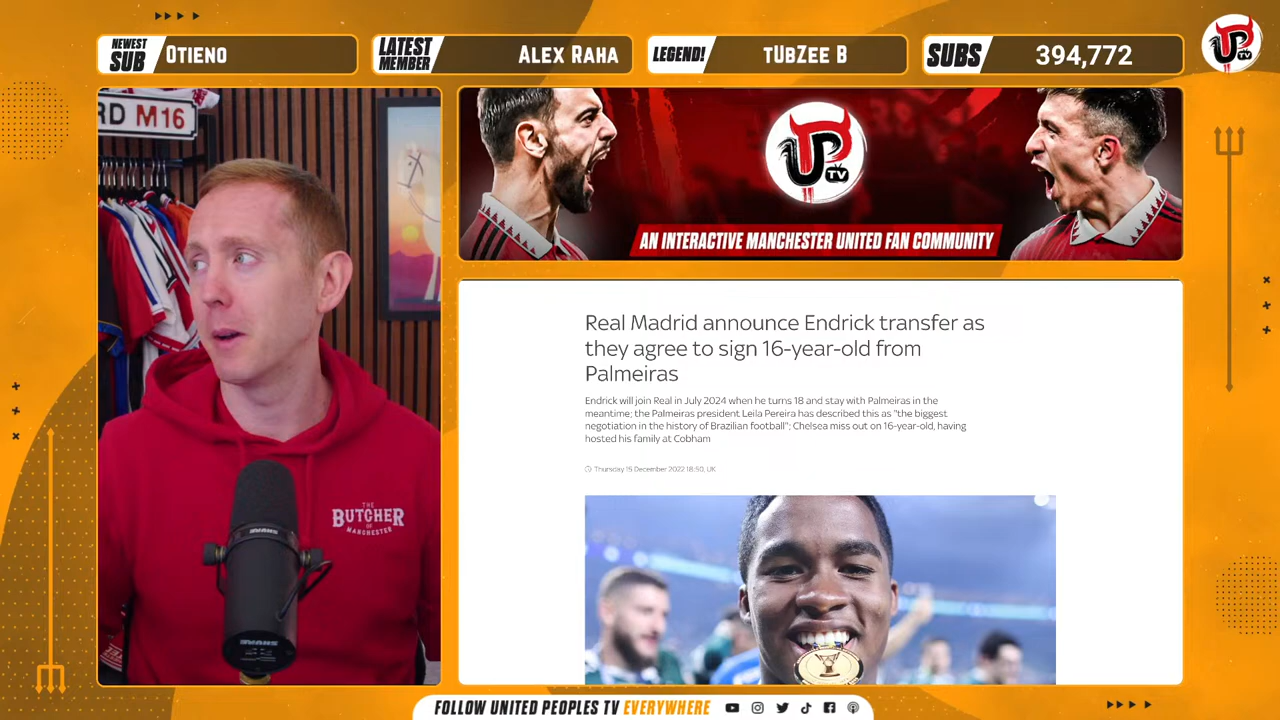 NEWEST
SUB
OTIENO
LATEST
MEMBER
ALEX RAHA
LEGEND!
TUBZEE B
SUBS
394,772
UP
TV
RD M16
UP
TV
AN INTERACTIVE MANCHESTER UNITED FAN COMMUNITY
Real Madrid announce Endrick transfer as
they agree to sign 16-year-old from
Palmeiras
Endrick will join Real in July 2024 when he turns 18 and stay with Palmeiras in the
meantime; the Palmeiras president Leila Pereira has described this as "the biggest
negotiation in the history of Brazilian football"; Chelsea miss out on 16-year-old, having
hosted his family at Cobham
Thursday 15 December 2022 18:50, UK
THE
BUTCHER
OF
MANCHESTER
FOLLOW UNITED PEOPLES TV EVERYWHERE